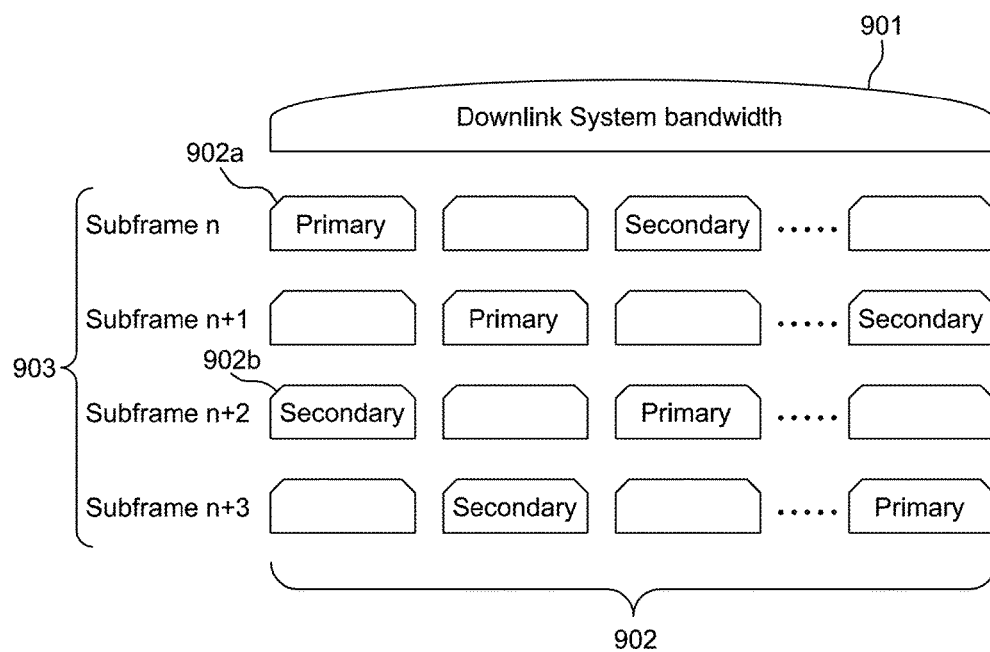 901
Downlink System bandwidth
902a
Subframe n Primary Secondary .....
Subframe n+1 Primary ..... Secondary
903
902b
Subframe n+2 Secondary Primary .....
Subframe n+3 Secondary ..... Primary
902